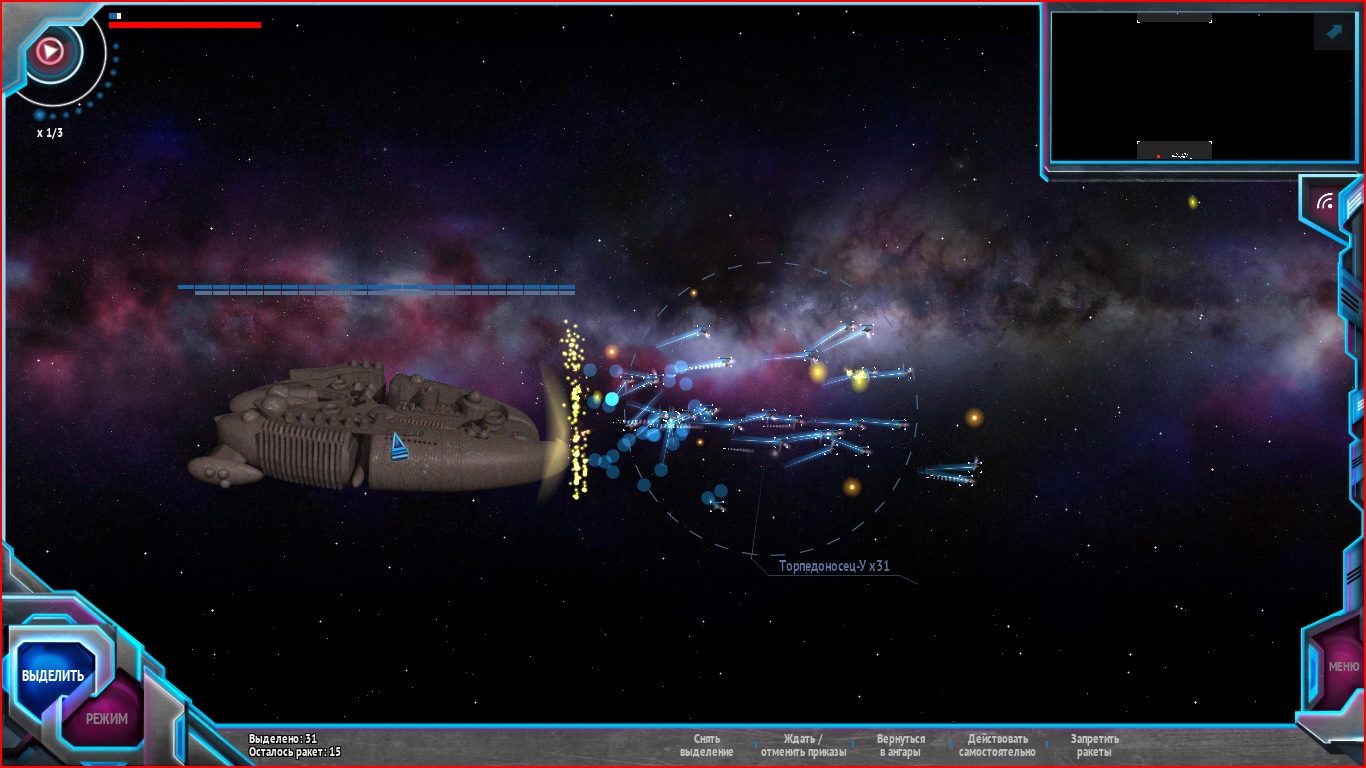 x 1/3
Торпедоносец-У x31
ВЫДЕЛИТЬ
РЕЖИМ
МЕНЮ
Выделено: 31
Осталось ракет: 15
Снять
выделение
Ждать /
отменить приказы
Вернуться
в ангары
Действовать
самостоятельно
Запретить
ракеты